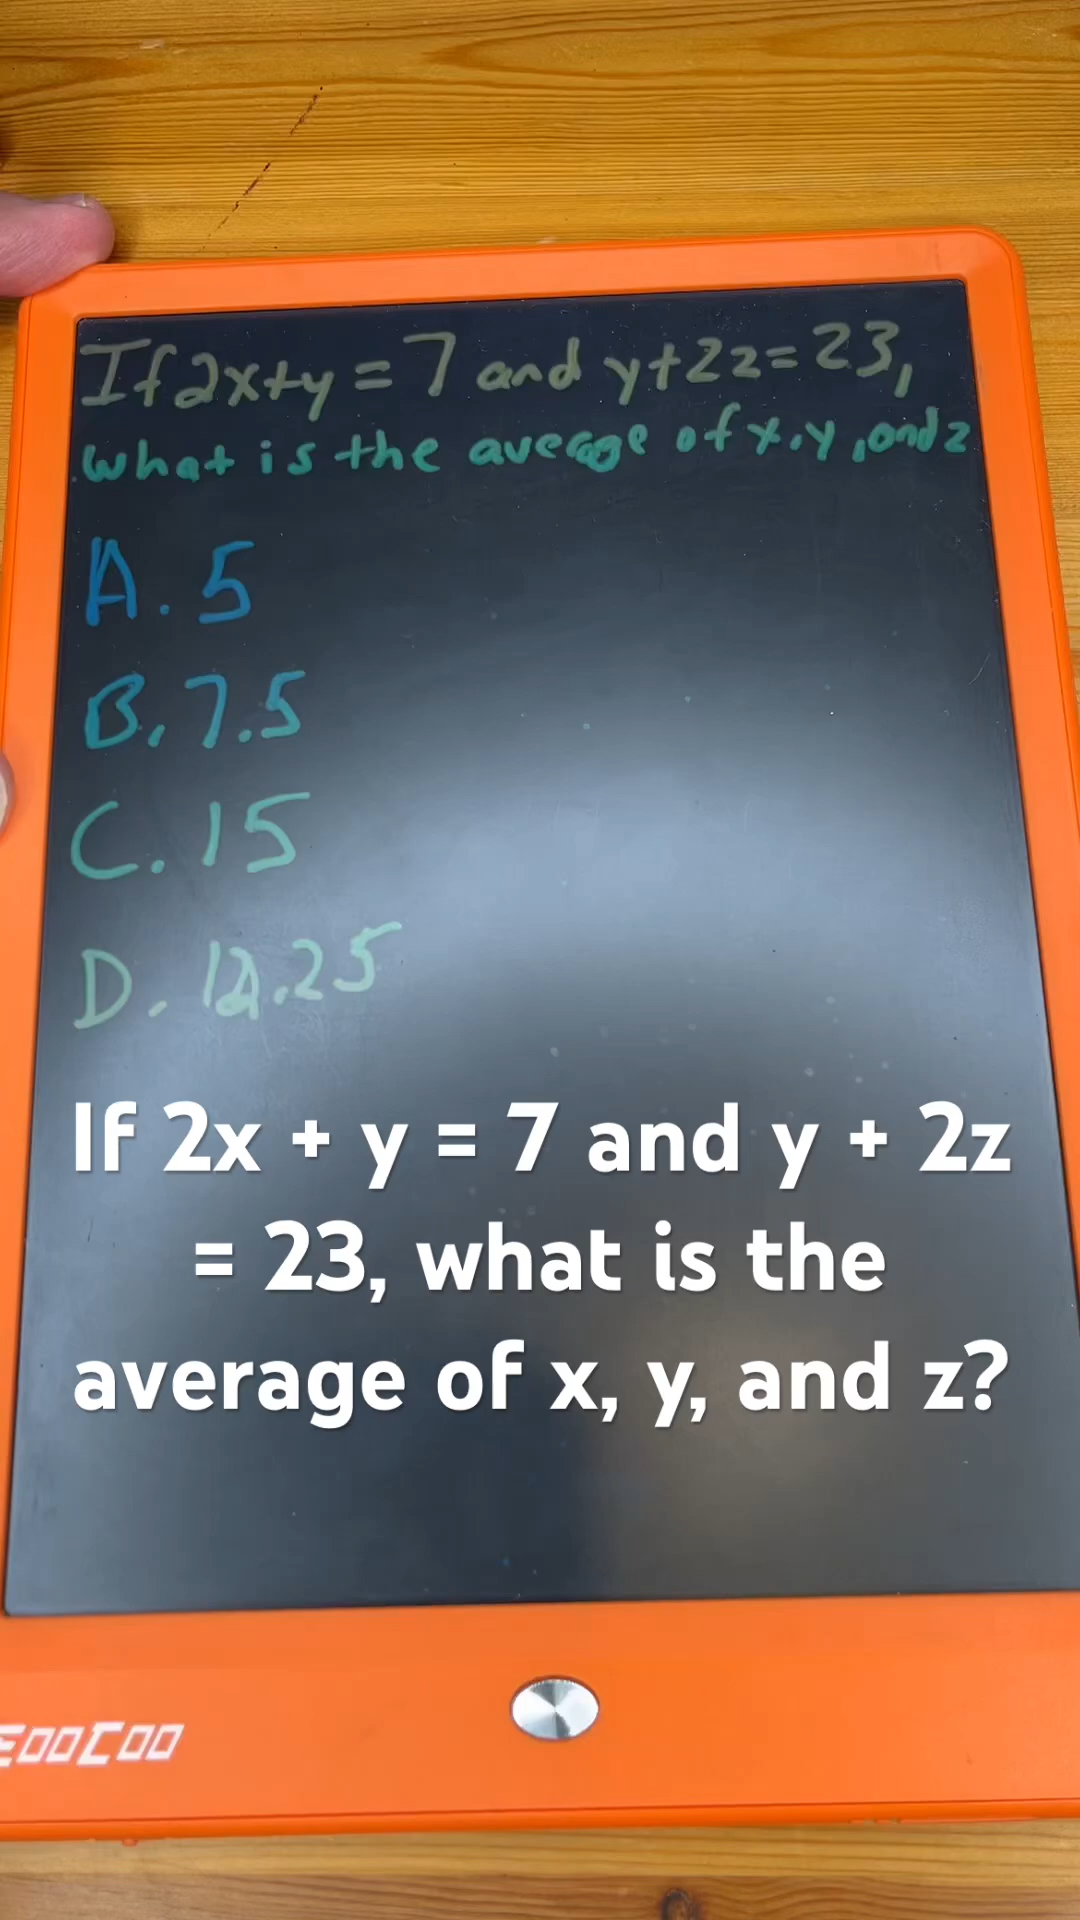 If 2x+y = 7 and y+2z=23,
what is the average of x,y,and z
A. 5
B. 7.5
C. 15
D. 12.25
If 2x + y = 7 and y + 2z
= 23, what is the
average of x, y, and z?